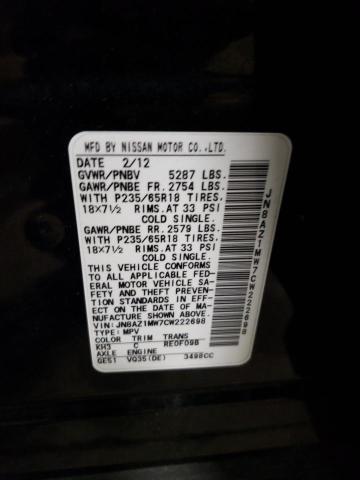 MFD BY NISSAN MOTOR CO.,LTD.
DATE 2/12
GVWR/PNBV 5287 LBS.
GAWR/PNBE FR. 2754 LBS.
WITH P235/65R18 TIRES,
18×7½ RIMS.AT 33 PSI
COLD SINGLE.
GAWR/PNBE RR. 2579 LBS.
WITH P235/65R18 TIRES,
18×7½ RIMS.AT 33 PSI
COLD SINGLE.
THIS VEHICLE CONFORMS
TO ALL APPLICABLE FED-
ERAL MOTOR VEHICLE SA-
FETY AND THEFT PREVEN-
TION STANDARDS IN EFF-
ECT ON THE DATE OF MA-
NUFACTURE SHOWN ABOVE.
VIN:JN8AZ1MW7CW222698
TYPE: MPV
COLOR TRIM TRANS
KH3 C RE0F09B
AXLE ENGINE
GE51 VQ35(DE) 3498CC
JN8AZ1MW7CW222698